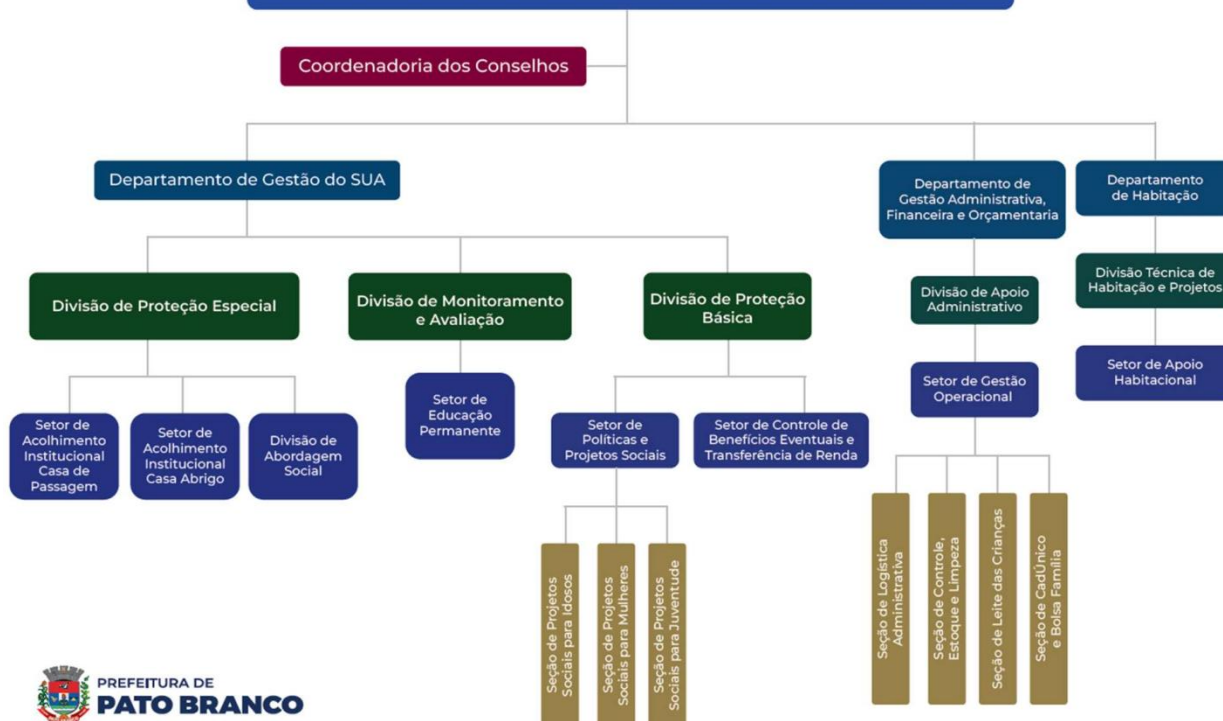 Coordenadoria dos Conselhos
Departamento de Gestão do SUA
Departamento de
Gestão Administrativa,
Financeira e Orçamentaria
Departamento
de Habitação
Divisão de Proteção Especial
Divisão de Monitoramento
e Avaliação
Divisão de Proteção
Básica
Divisão de Apoio
Administrativo
Divisão Técnica de
Habitação e Projetos
Setor de
Acolhimento
Institucional
Casa de
Passagem
Setor de
Acolhimento
Institucional
Casa Abrigo
Divisão de
Abordagem
Social
Setor de
Educação
Permanente
Setor de
Políticas e
Projetos Sociais
Setor de Controle de
Benefícios Eventuais e
Transferência de Renda
Setor de Gestão
Operacional
Setor de Apoio
Habitacional
Seção de Projetos
Sociais para Idosos
Seção de Projetos
Sociais para Mulheres
Seção de Projetos
Sociais para Juventude
Seção de Logística
Administrativa
Seção de Controle,
Estoque e Limpeza
Seção de Leite das Crianças
Seção de CadÚnico
e Bolsa Família
PREFEITURA DE
PATO BRANCO